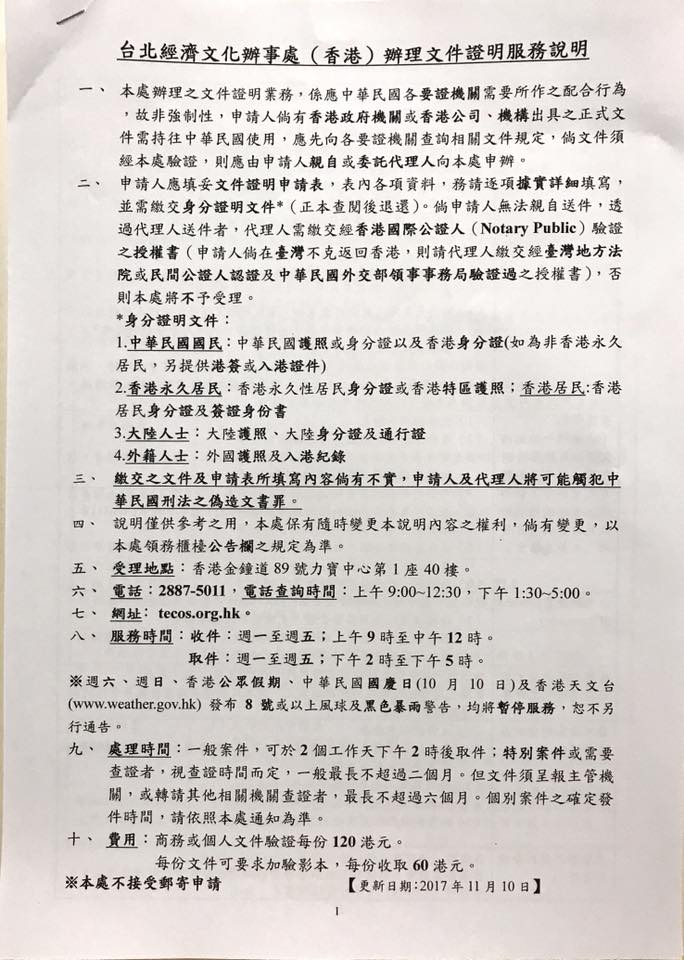 台北經濟文化辦事處（香港）辦理文件證明服務說明
一、 本處辦理之文件證明業務，係應中華民國各要證機關需要所作之配合行為
，故非強制性，申請人倘有香港政府機關或香港公司、機構出具之正式文
件需持往中華民國使用，應先向各要證機關查詢相關文件規定，倘文件須
經本處驗證，則應由申請人親自或委託代理人向本處申辦。
二、 申請人應填妥文件證明申請表，表內各項資料，務請逐項據實詳細填寫，
並需繳交身分證明文件*（正本查閱後退還）。倘申請人無法親自送件，透
過代理人送件者，代理人需繳交經香港國際公證人（Notary Public）驗證
之授權書（申請人倘在臺灣不克返回香港，則請代理人繳交經臺灣地方法
院或民間公證人認證及中華民國外交部領事事務局驗證過之授權書），否
則本處將不予受理。
*身分證明文件：
1.中華民國國民：中華民國護照或身分證以及香港身分證(如為非香港永久
居民，另提供港簽或入港證件)
2.香港永久居民：香港永久性居民身分證或香港特區護照；香港居民:香港
居民身分證及簽證身份書
3.大陸人士：大陸護照、大陸身分證及通行證
4.外籍人士：外國護照及入港紀錄
三、 繳交之文件及申請表所填寫內容倘有不實，申請人及代理人將可能觸犯中
華民國刑法之偽造文書罪。
四、 說明僅供參考之用，本處保有隨時變更本說明內容之權利，倘有變更，以
本處領務櫃檯公告欄之規定為準。
五、 受理地點：香港金鐘道 89 號力寶中心第 1 座 40 樓。
六、 電話：2887-5011，電話查詢時間：上午 9:00~12:30，下午 1:30~5:00。
七、 網址：tecos.org.hk。
八、 服務時間：收件：週一至週五；上午 9 時至中午 12 時。
取件：週一至週五；下午 2 時至下午 5 時。
※週六、週日、香港公眾假期、中華民國國慶日(10 月 10 日)及香港天文台
(www.weather.gov.hk) 發布 8 號或以上風球及黑色暴雨警告，均將暫停服務，恕不另
行通告。
九、 處理時間：一般案件，可於 2 個工作天下午 2 時後取件；特別案件或需要
查證者，視查證時間而定，一般最長不超過二個月。但文件須呈報主管機
關，或轉請其他相關機關查證者，最長不超過六個月。個別案件之確定發
件時間，請依照本處通知為準。
十、 費用：商務或個人文件驗證每份 120 港元。
每份文件可要求加驗影本，每份收取 60 港元。
※本處不接受郵寄申請 【更新日期：2017 年 11 月 10 日】
1